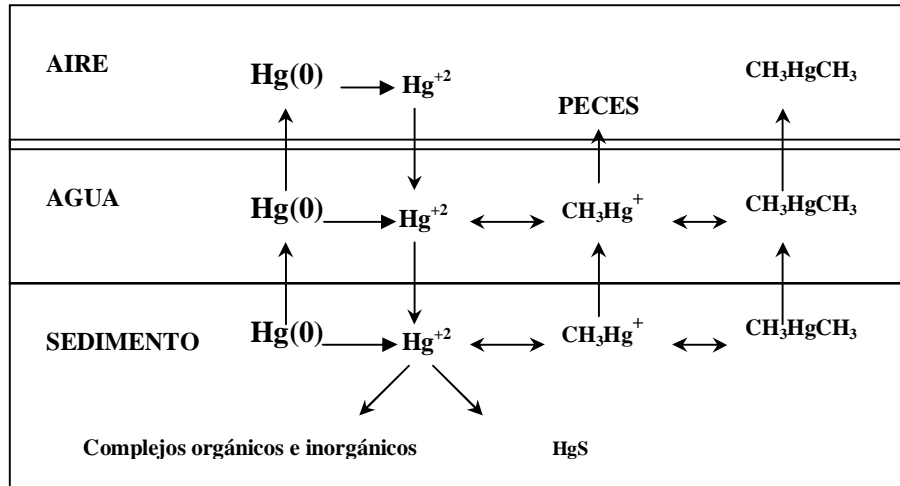 AIRE Hg(0) Hg⁺² CH₃HgCH₃
PECES
AGUA Hg(0) Hg⁺² CH₃Hg⁺ CH₃HgCH₃
SEDIMENTO Hg(0) Hg⁺² CH₃Hg⁺ CH₃HgCH₃
Complejos orgánicos e inorgánicos HgS